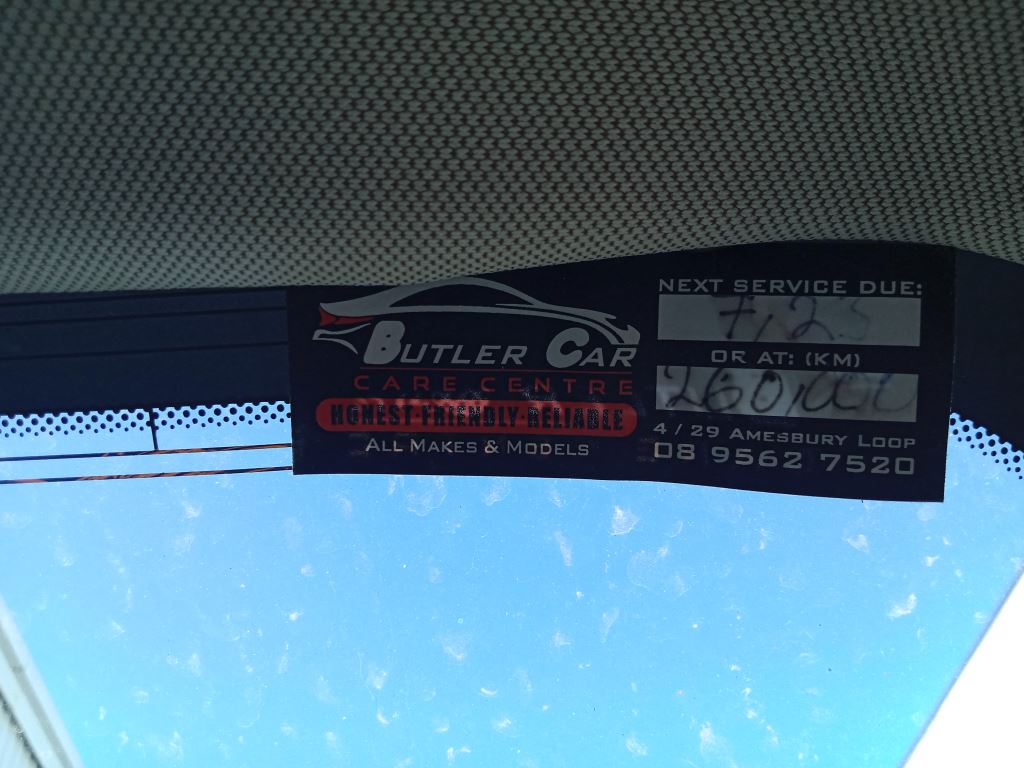 BUTLER CAR
CARE CENTRE
HONEST-FRIENDLY-RELIABLE
ALL MAKES & MODELS
NEXT SERVICE DUE:
7,23
OR AT: (KM)
260,000
4/29 AMESBURY LOOP
08 9562 7520